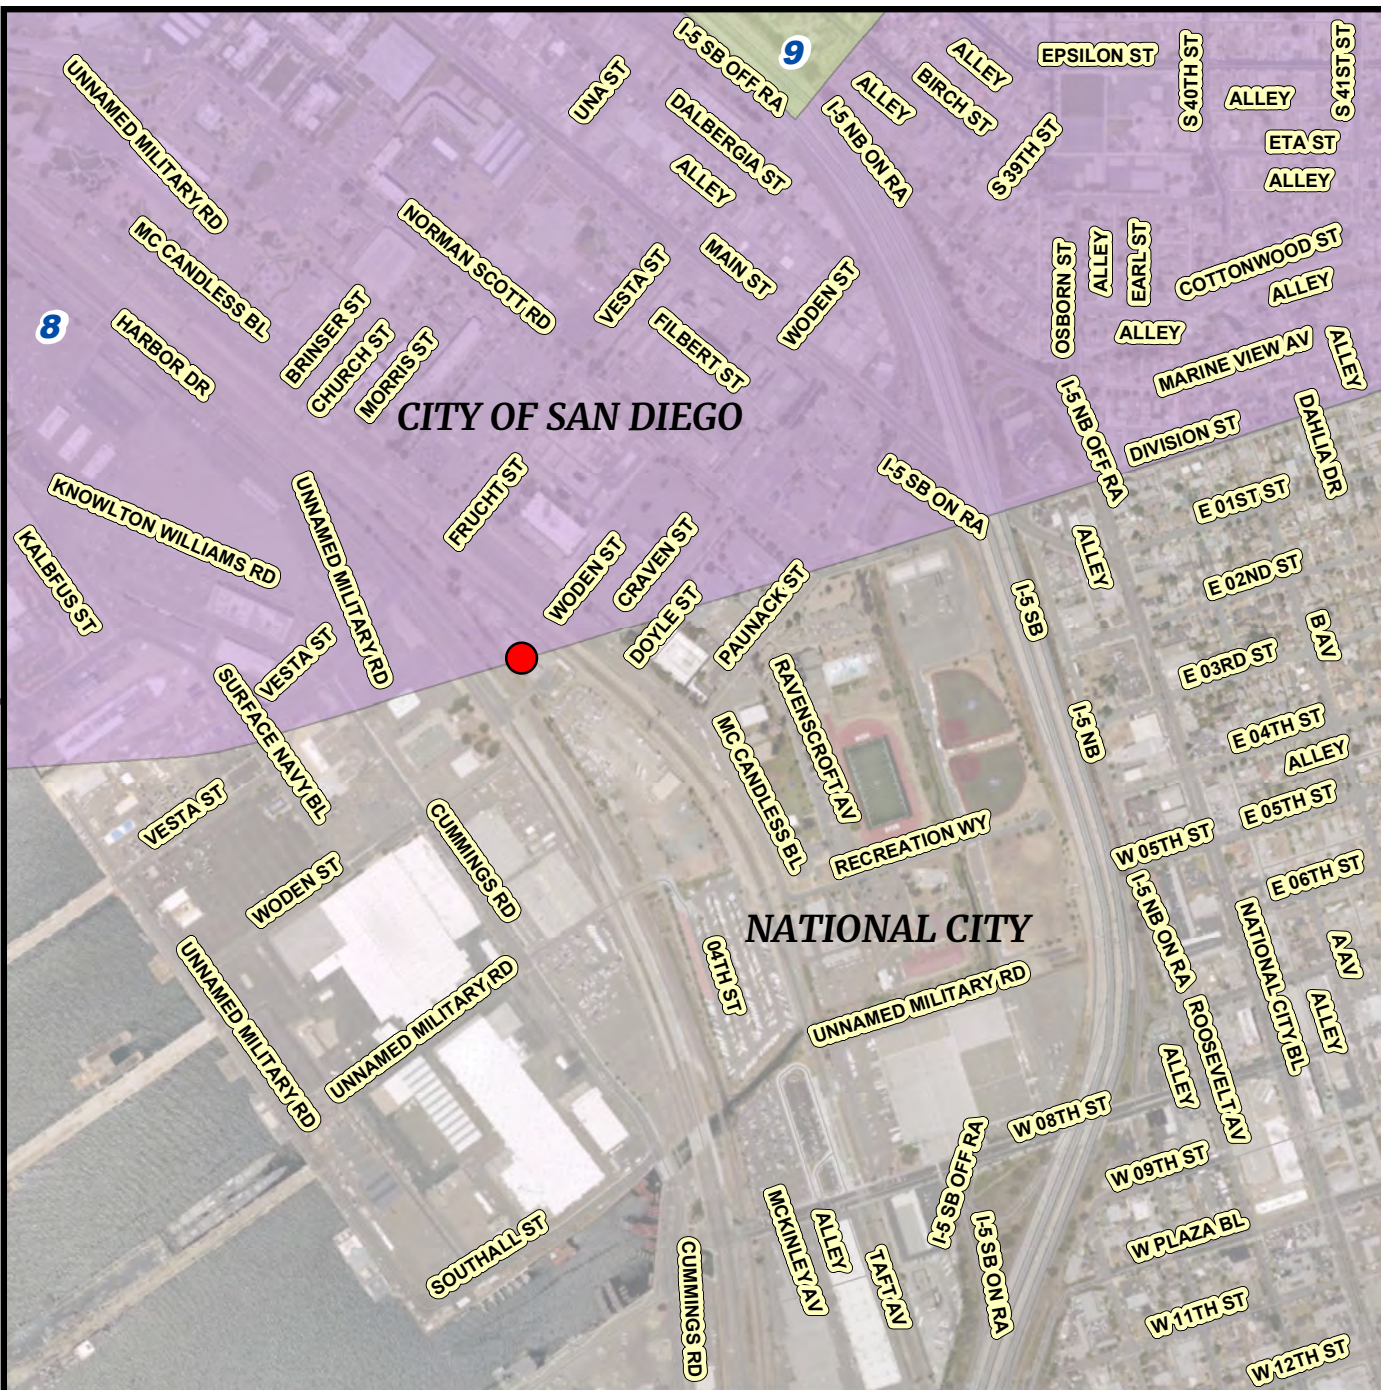 9
I-5 SB OFF RA
UNA ST
ALLEY
EPSILON ST
S 40TH ST
S 41ST ST
UNNAMED MILITARY RD
DALBERGIA ST
I-5 NB ON RA
ALLEY
BIRCH ST
ALLEY
S 39TH ST
ETA ST
ALLEY
ALLEY
MC CANDLESS BL
NORMAN SCOTT RD
MAIN ST
VESTA ST
WODEN ST
OSBORN ST
ALLEY
EARL ST
COTTONWOOD ST
ALLEY
8
HARBOR DR
BRINSER ST
CHURCH ST
MORRIS ST
FILBERT ST
ALLEY
MARINE VIEW AV
ALLEY
CITY OF SAN DIEGO
I-5 NB OFF RA
DIVISION ST
DAHLIA DR
KNOWLTON WILLIAMS RD
UNNAMED MILITARY RD
FRUCHT ST
I-5 SB ON RA
E 01ST ST
KALBFUS ST
WODEN ST
CRAVEN ST
DOYLE ST
PAUNACK ST
ALLEY
I-5 SB
E 02ND ST
B AV
VESTA ST
SURFACE NAVY BL
RAVENSCROFT AV
E 03RD ST
I-5 NB
E 04TH ST
ALLEY
VESTA ST
CUMMINGS RD
MC CANDLESS BL
RECREATION WY
W 05TH ST
E 05TH ST
WODEN ST
E 06TH ST
NATIONAL CITY
I-5 NB ON RA
NATIONAL CITY BL
A AV
UNNAMED MILITARY RD
UNNAMED MILITARY RD
04TH ST
UNNAMED MILITARY RD
ROOSEVELT AV
ALLEY
ALLEY
W 08TH ST
I-5 SB OFF RA
W 09TH ST
SOUTHALL ST
CUMMINGS RD
MCKINLEY AV
ALLEY
TAFT AV
I-5 SB ON RA
W PLAZA BL
W 11TH ST
W 12TH ST